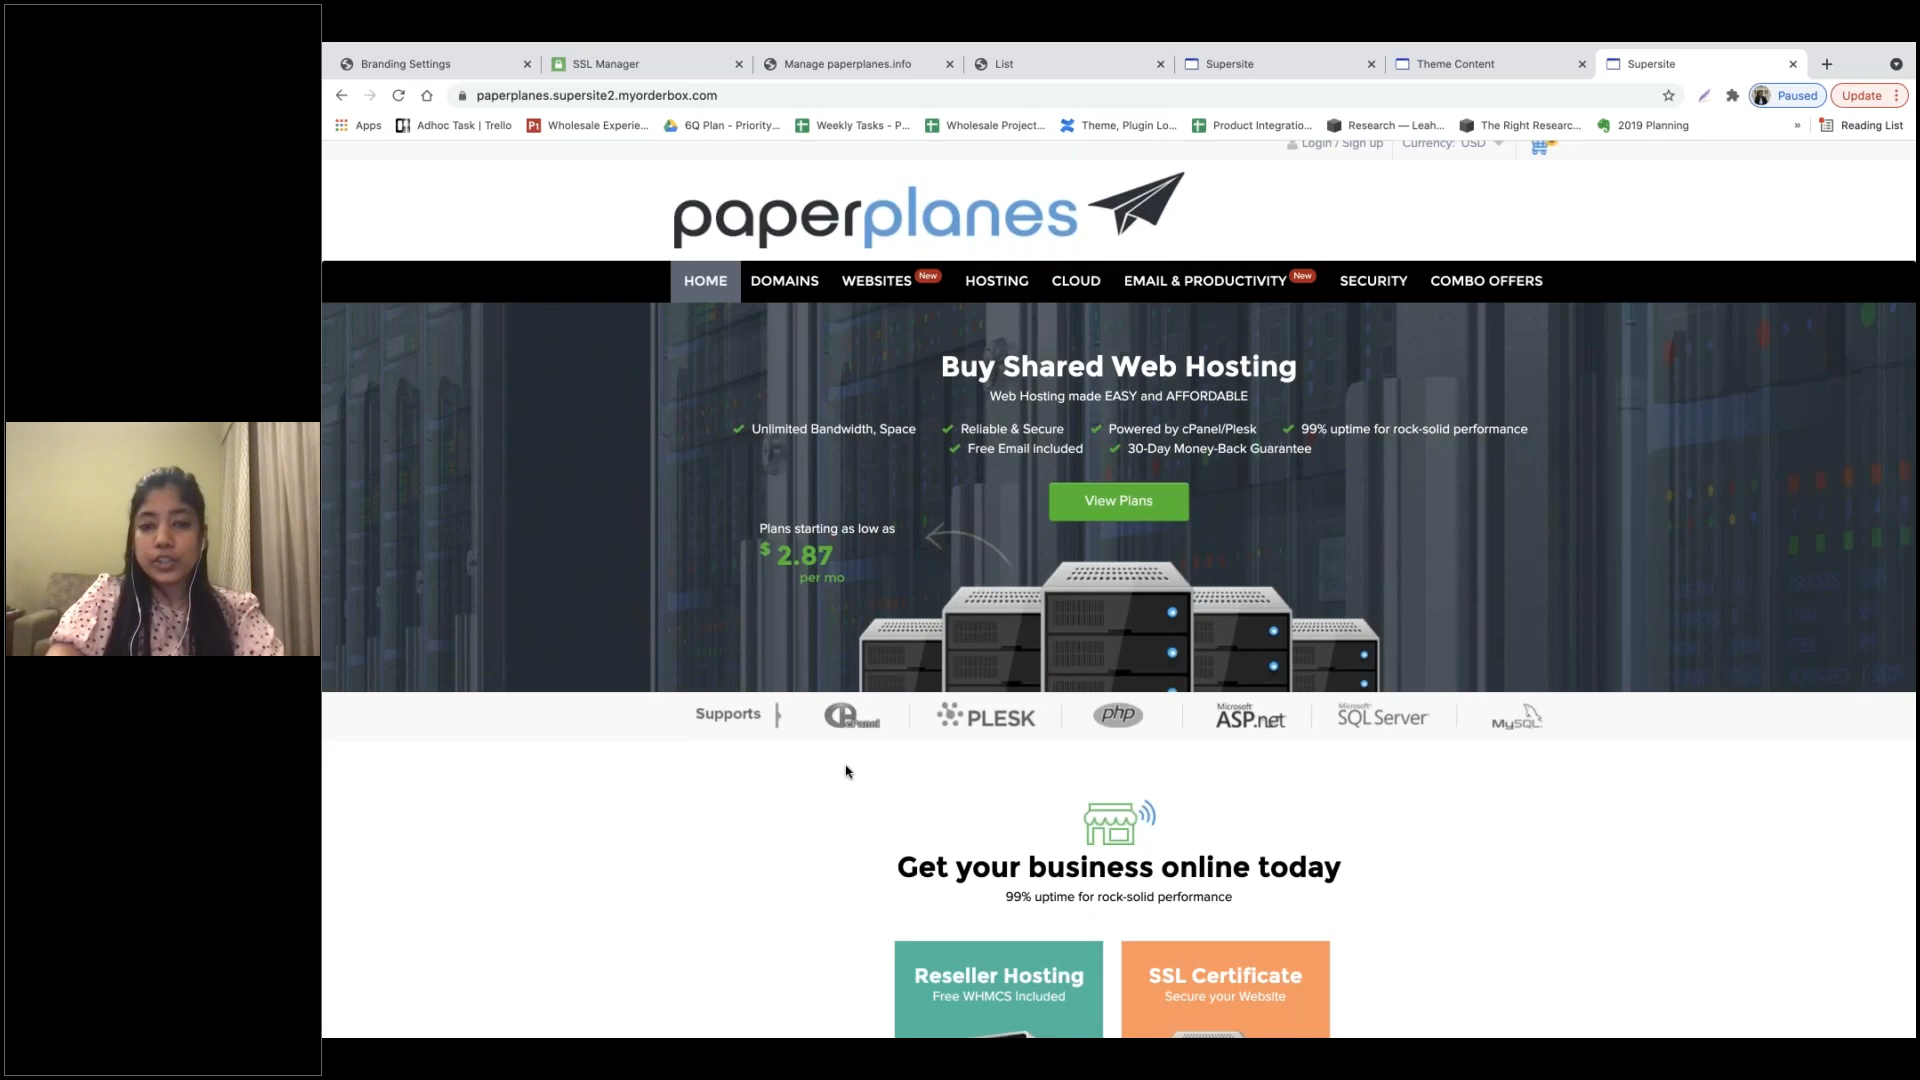 Branding Settings
SSL Manager
Manage paperplanes.info
List
Supersite
Theme Content
Supersite
paperplanes.supersite2.myorderbox.com
Paused
Update
Apps
Adhoc Task | Trello
Wholesale Experie...
6Q Plan - Priority...
Weekly Tasks - P...
Wholesale Project...
Theme, Plugin Lo...
Product Integratio...
Research — Leah...
The Right Researc...
2019 Planning
»
Reading List
Login / Sign up
Currency: USD
paperplanes
HOME
DOMAINS
WEBSITES New
HOSTING
CLOUD
EMAIL & PRODUCTIVITY New
SECURITY
COMBO OFFERS
Buy Shared Web Hosting
Web Hosting made EASY and AFFORDABLE
Unlimited Bandwidth, Space
Reliable & Secure
Powered by cPanel/Plesk
99% uptime for rock-solid performance
Free Email included
30-Day Money-Back Guarantee
View Plans
Plans starting as low as
$ 2.87
per mo
Supports
cPanel
PLESK
php
Microsoft
ASP.net
Microsoft
SQL Server
MySQL
Get your business online today
99% uptime for rock-solid performance
Reseller Hosting
Free WHMCS Included
SSL Certificate
Secure your Website